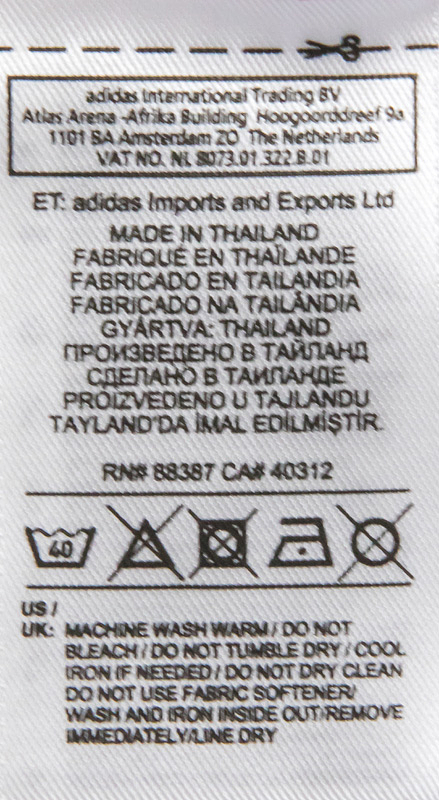 adidas International Trading BV
Atlas Arena -Afrika Building Hoogoorddreef 9a
1101 BA Amsterdam ZO The Netherlands
VAT NO. NL 8073.01.322.B.01
ET: adidas Imports and Exports Ltd
MADE IN THAILAND
FABRIQUÉ EN THAÏLANDE
FABRICADO EN TAILANDIA
FABRICADO NA TAILÂNDIA
GYÁRTVA: THAILAND
ПРОИЗВЕДЕНО В ТАЙЛАНД
СДЕЛАНО В ТАИЛАНДЕ
PROIZVEDENO U TAJLANDU
TAYLAND'DA İMAL EDİLMİŞTİR.
RN# 88387 CA# 40312
40
US /
UK: MACHINE WASH WARM / DO NOT
BLEACH / DO NOT TUMBLE DRY / COOL
IRON IF NEEDED / DO NOT DRY CLEAN
DO NOT USE FABRIC SOFTENER/
WASH AND IRON INSIDE OUT/REMOVE
IMMEDIATELY/LINE DRY